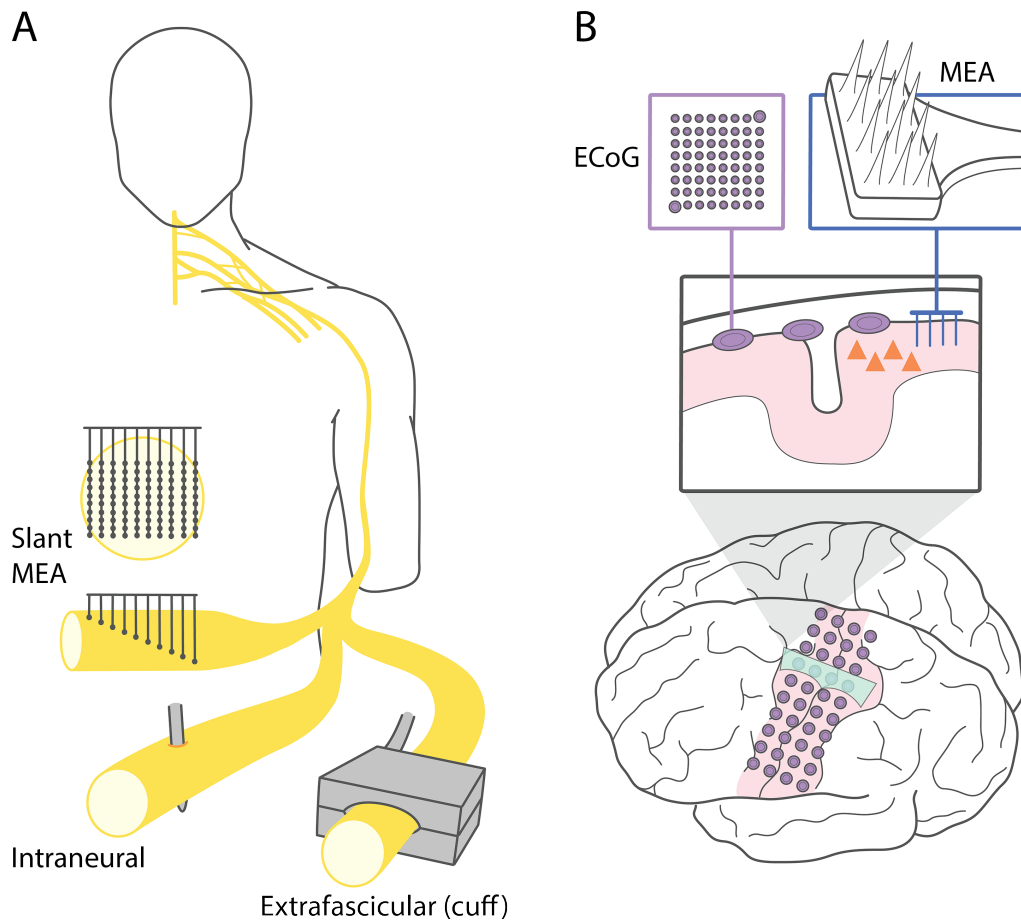 A
Slant
MEA
Intraneural
Extrafascicular (cuff)
B
ECoG
MEA